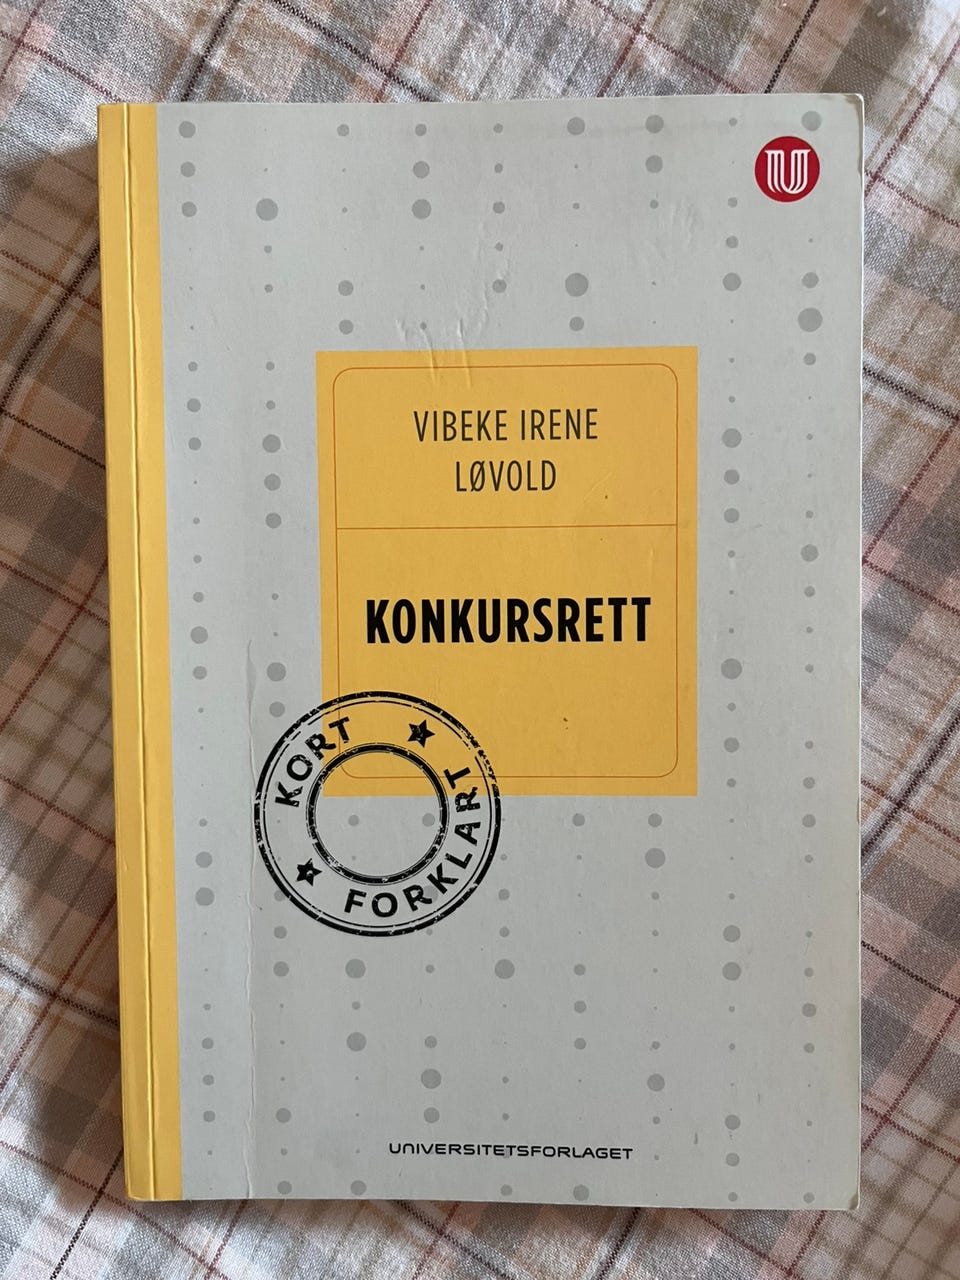 U
VIBEKE IRENE
LØVOLD
KONKURSRETT
KORT
FORKLART
UNIVERSITETSFORLAGET